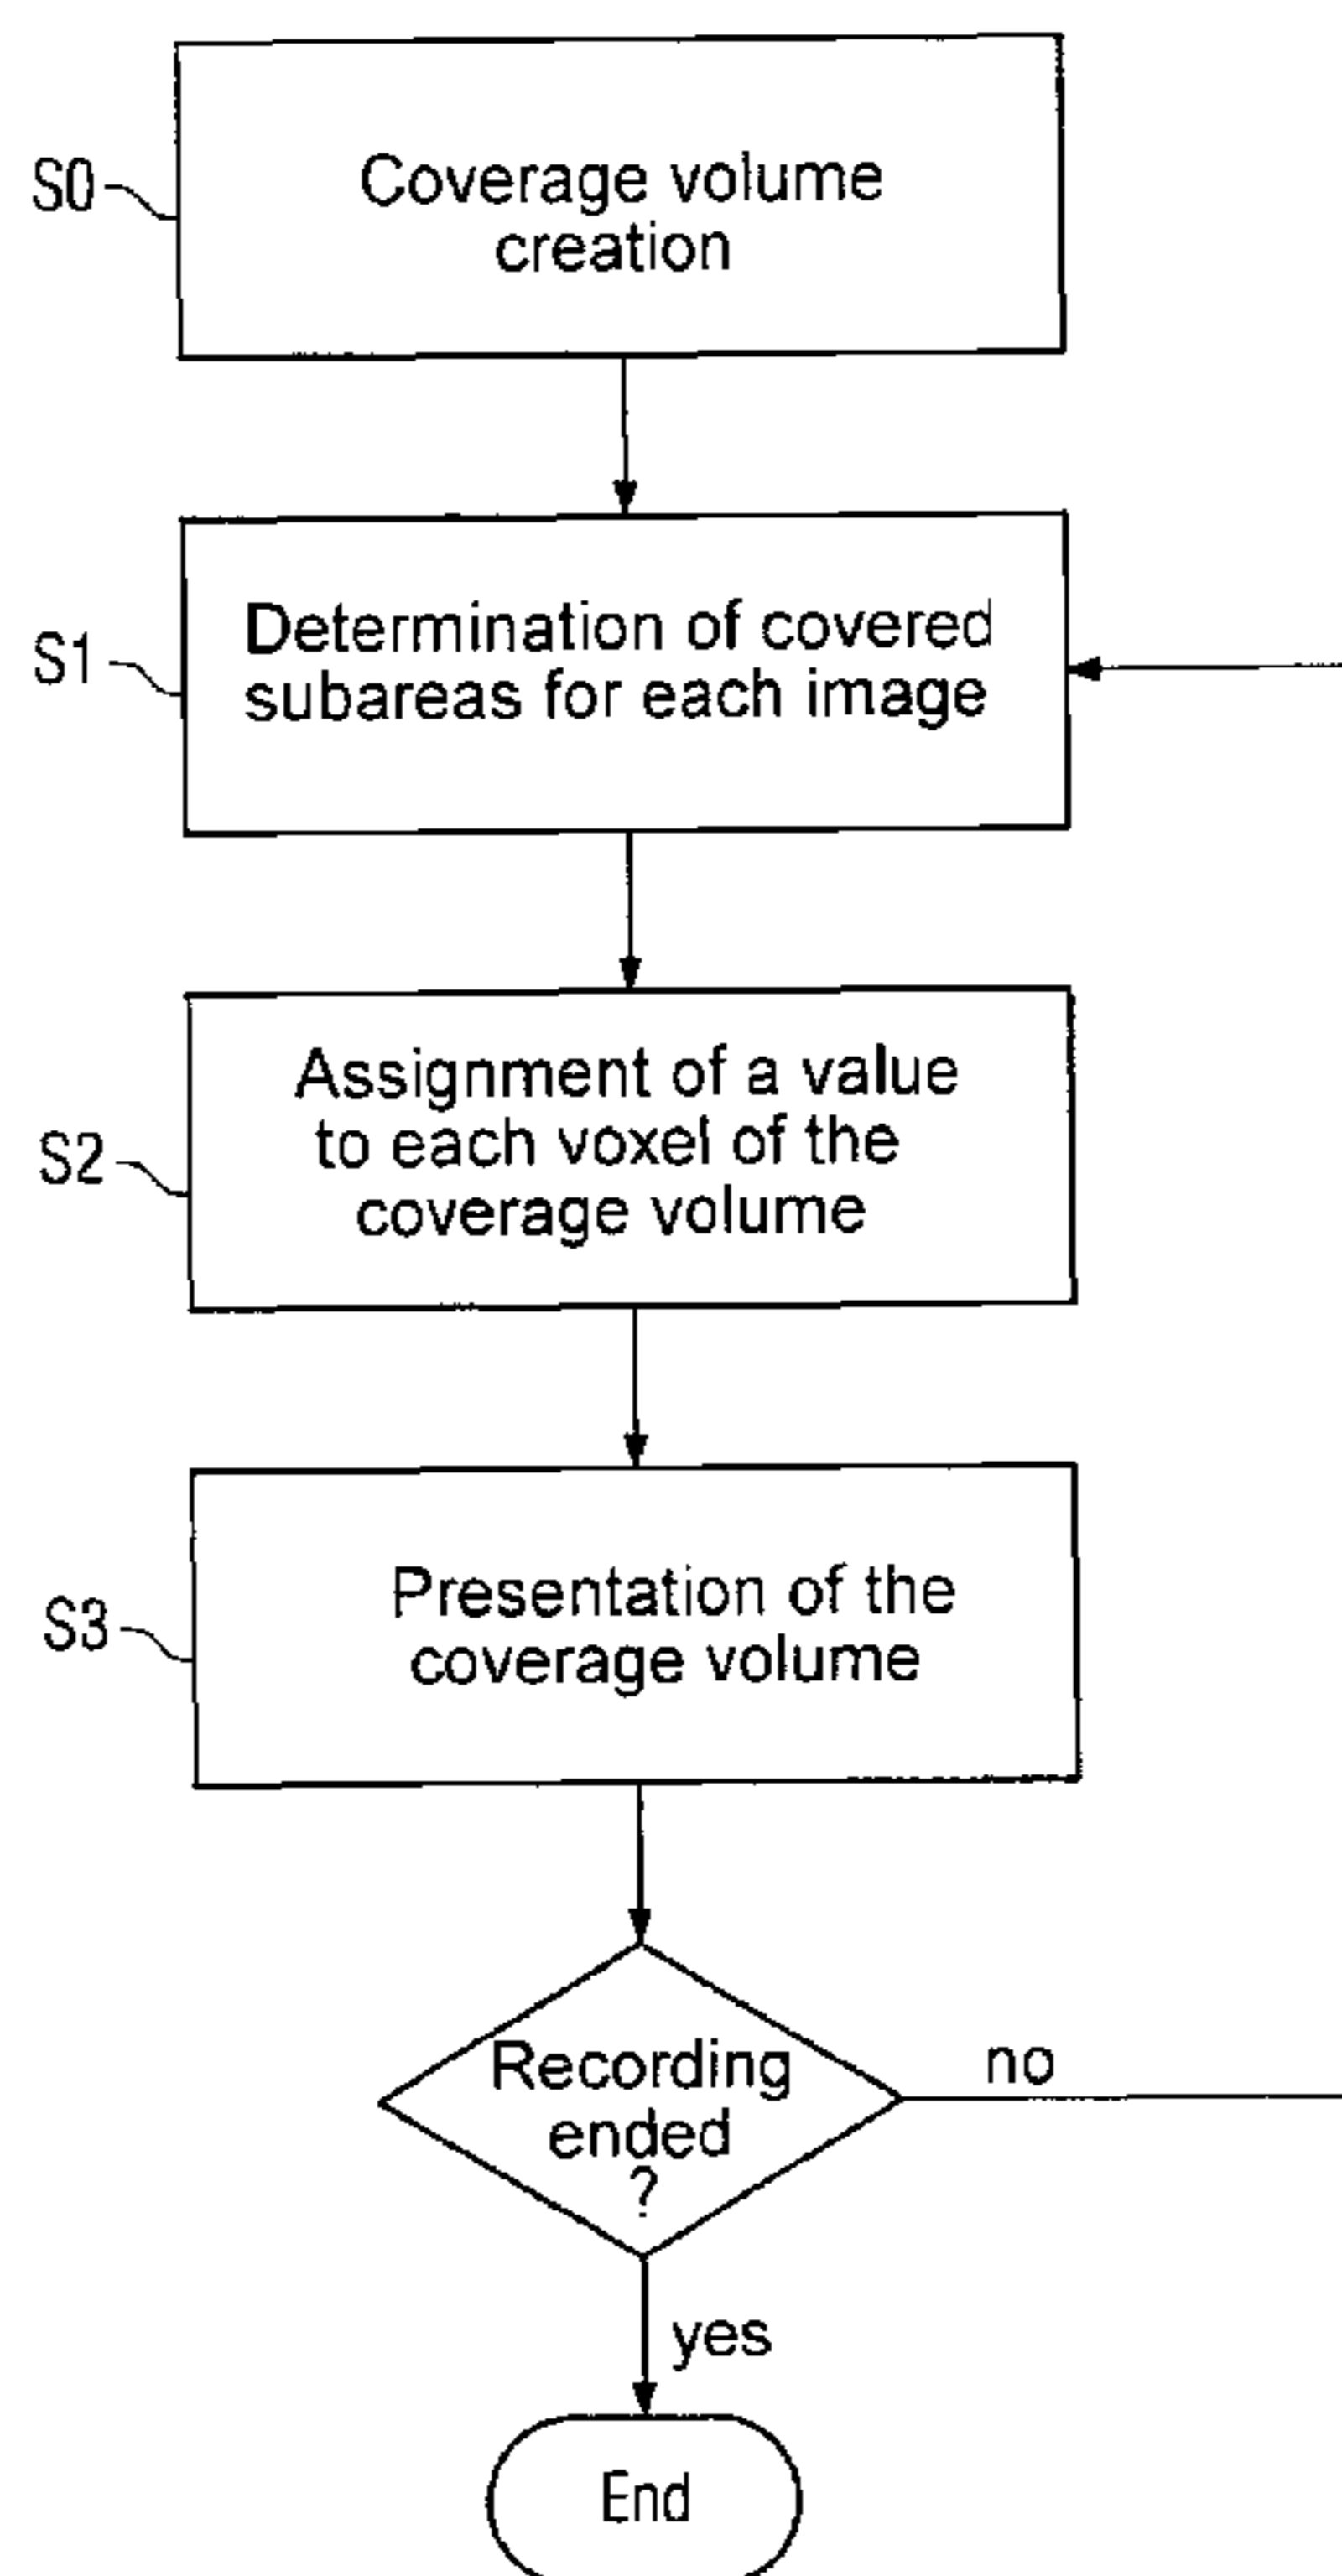 S0
Coverage volume
creation
S1
Determination of covered
subareas for each image
S2
Assignment of a value
to each voxel of the
coverage volume
S3
Presentation of the
coverage volume
Recording
ended
?
no
yes
End